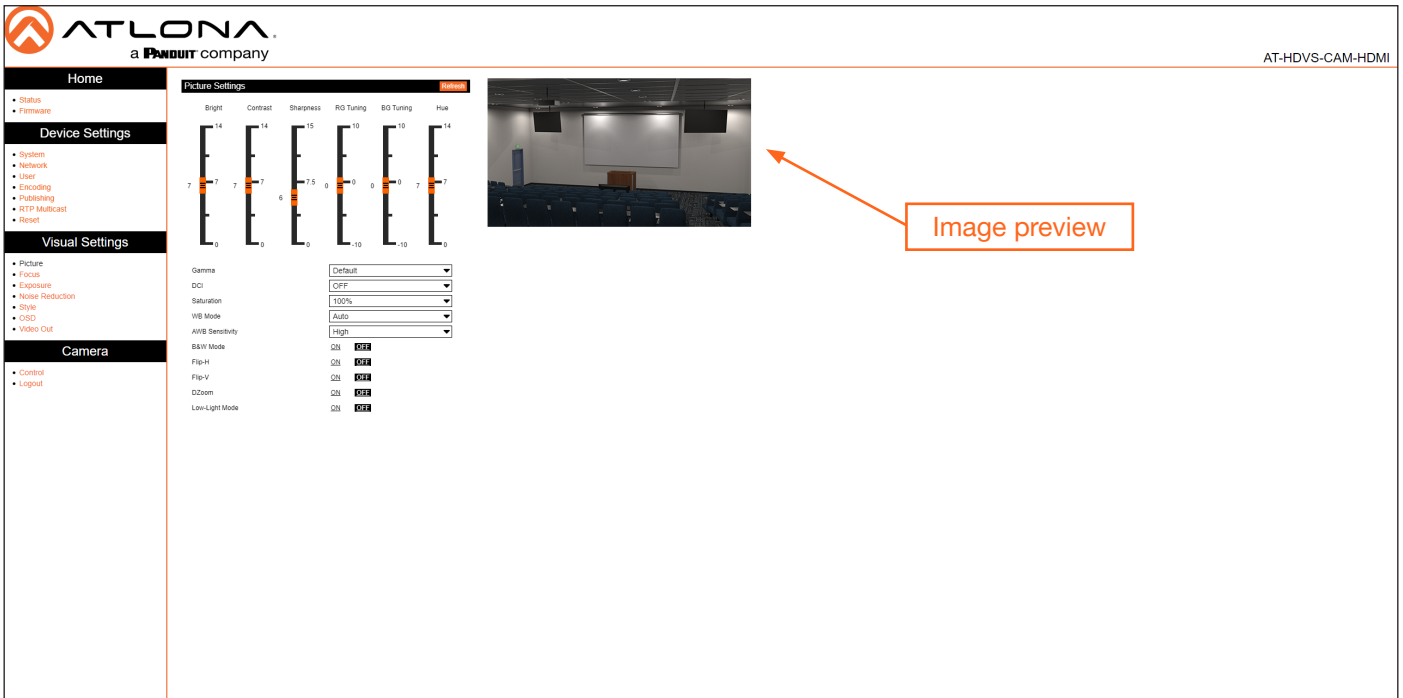 ATLONA.
a PANDUIT company
AT-HDVS-CAM-HDMI
Home
Status
Firmware
Device Settings
System
Network
User
Encoding
Publishing
RTP Multicast
Reset
Visual Settings
Picture
Focus
Exposure
Noise Reduction
Style
OSD
Video Out
Camera
Control
Logout
Picture Settings Refresh
Bright Contrast Sharpness RG Tuning BG Tuning Hue
14 14 15 10 10 14
7 7 7 7 7.5 0 0 0 0 7 7
6
0 0 0 -10 -10 0
Gamma Default
DCI OFF
Saturation 100%
WB Mode Auto
AWB Sensitivity High
B&W Mode ON OFF
Flip-H ON OFF
Flip-V ON OFF
DZoom ON OFF
Low-Light Mode ON OFF
Image preview